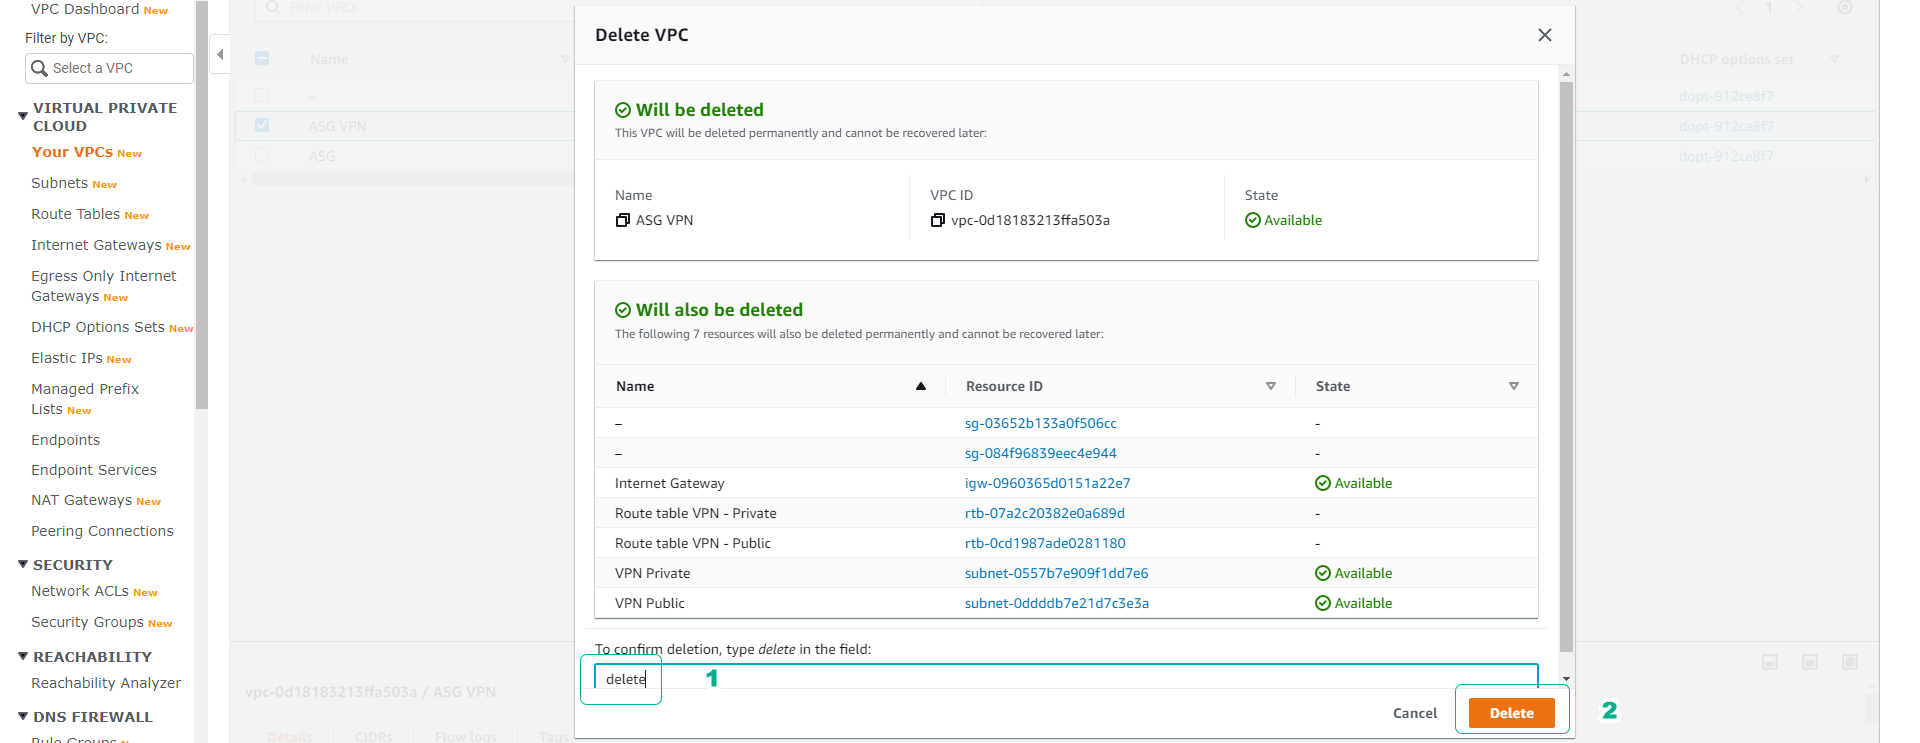 VPC Dashboard New
Filter by VPC:
Select a VPC
VIRTUAL PRIVATE
CLOUD
Your VPCs New
Subnets New
Route Tables New
Internet Gateways New
Egress Only Internet
Gateways New
DHCP Options Sets New
Elastic IPs New
Managed Prefix
Lists New
Endpoints
Endpoint Services
NAT Gateways New
Peering Connections
SECURITY
Network ACLs New
Security Groups New
REACHABILITY
Reachability Analyzer
DNS FIREWALL
Rule Groups
Filter VPCs
1
Name
DHCP options set
–
dopt-912ce8f7
ASG VPN
dopt-912ce8f7
ASG
dopt-912ce8f7
vpc-0d18183213ffa503a / ASG VPN
Details CIDRs Flow logs Tags
Delete VPC
Will be deleted
This VPC will be deleted permanently and cannot be recovered later:
Name VPC ID State
ASG VPN vpc-0d18183213ffa503a Available
Will also be deleted
The following 7 resources will also be deleted permanently and cannot be recovered later:
Name Resource ID State
– sg-03652b133a0f506cc -
– sg-084f96839eec4e944 -
Internet Gateway igw-0960365d0151a22e7 Available
Route table VPN - Private rtb-07a2c20382e0a689d -
Route table VPN - Public rtb-0cd1987ade0281180 -
VPN Private subnet-0557b7e909f1dd7e6 Available
VPN Public subnet-0ddddb7e21d7c3e3a Available
To confirm deletion, type delete in the field:
delete 1
Cancel Delete 2